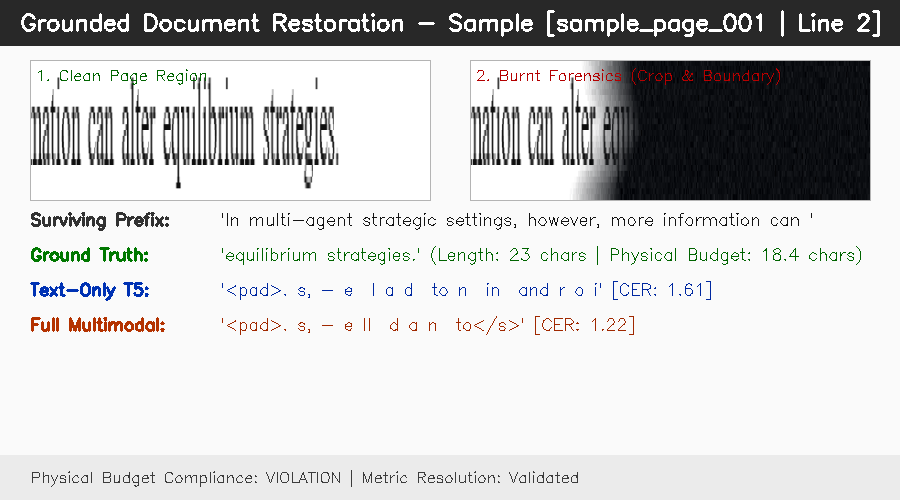 Grounded Document Restoration – Sample [sample_page_001 | Line 2]
1. Clean Page Region
mation can alter equilibrium strategies.
2. Burnt Forensics (Crop & Boundary)
mation can alter equ
Surviving Prefix: 'In multi-agent strategic settings, however, more information can '
Ground Truth: 'equilibrium strategies.' (Length: 23 chars | Physical Budget: 18.4 chars)
Text-Only T5: '<pad>. s, – e l a d to n in and r o i' [CER: 1.61]
Full Multimodal: '<pad>. s, – e ll d a n to</s>' [CER: 1.22]
Physical Budget Compliance: VIOLATION | Metric Resolution: Validated